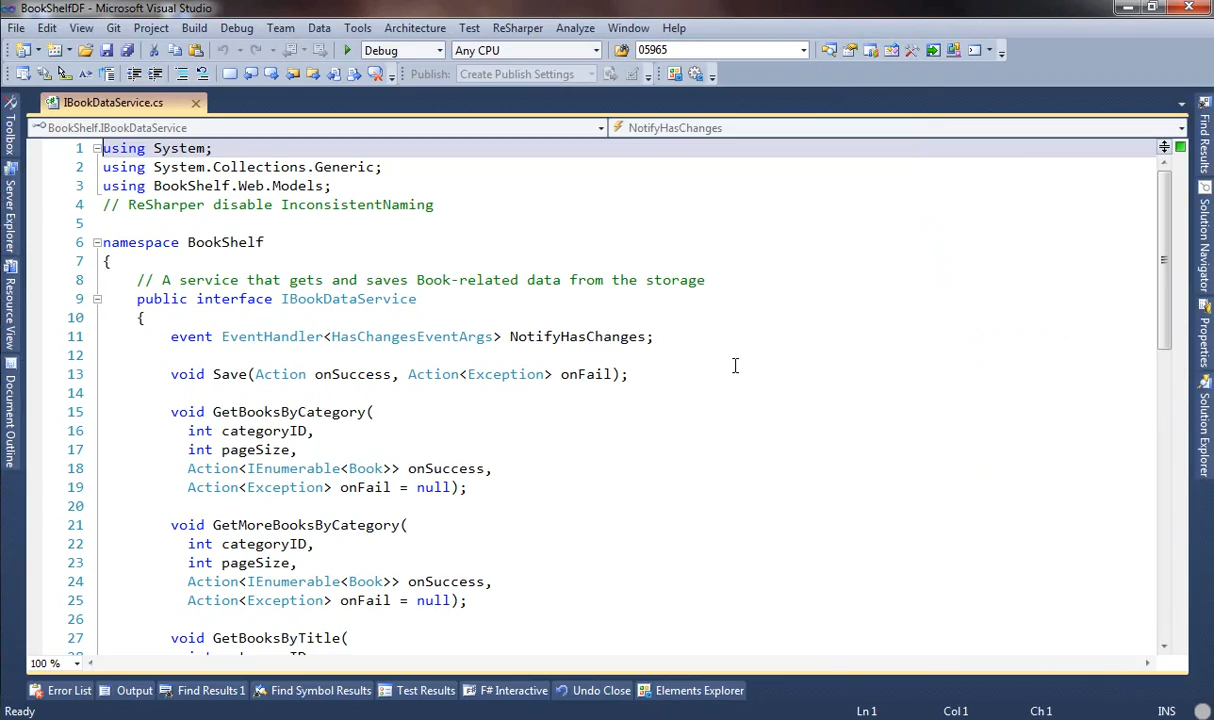 BookShelfDF - Microsoft Visual Studio
File Edit View Git Project Build Debug Team Data Tools Architecture Test ReSharper Analyze Window Help
Debug Any CPU 05965
Publish: Create Publish Settings
IBookDataService.cs
BookShelf.IBookDataService NotifyHasChanges
1 using System;
2 using System.Collections.Generic;
3 using BookShelf.Web.Models;
4 // ReSharper disable InconsistentNaming
5
6 namespace BookShelf
7 {
8 // A service that gets and saves Book-related data from the storage
9 public interface IBookDataService
10 {
11 event EventHandler<HasChangesEventArgs> NotifyHasChanges;
12
13 void Save(Action onSuccess, Action<Exception> onFail);
14
15 void GetBooksByCategory(
16 int categoryID,
17 int pageSize,
18 Action<IEnumerable<Book>> onSuccess,
19 Action<Exception> onFail = null);
20
21 void GetMoreBooksByCategory(
22 int categoryID,
23 int pageSize,
24 Action<IEnumerable<Book>> onSuccess,
25 Action<Exception> onFail = null);
26
27 void GetBooksByTitle(
100 %
Toolbox
Server Explorer
Resource View
Document Outline
Find Results
Solution Navigator
Properties
Solution Explorer
Error List Output Find Results 1 Find Symbol Results Test Results F# Interactive Undo Close Elements Explorer
Ready Ln 1 Col 1 Ch 1 INS